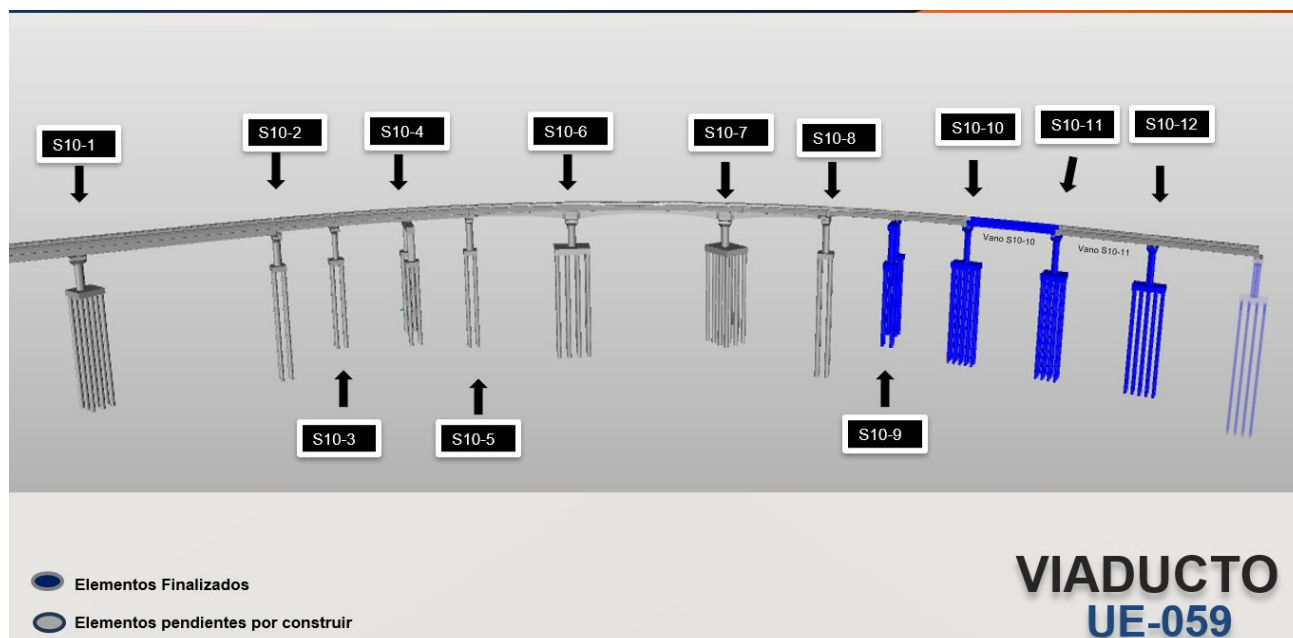 S10-1
S10-2
S10-4
S10-6
S10-7
S10-8
S10-10
S10-11
S10-12
Vano S10-10
Vano S10-11
S10-3
S10-5
S10-9
Elementos Finalizados
Elementos pendientes por construir
VIADUCTO
UE-059